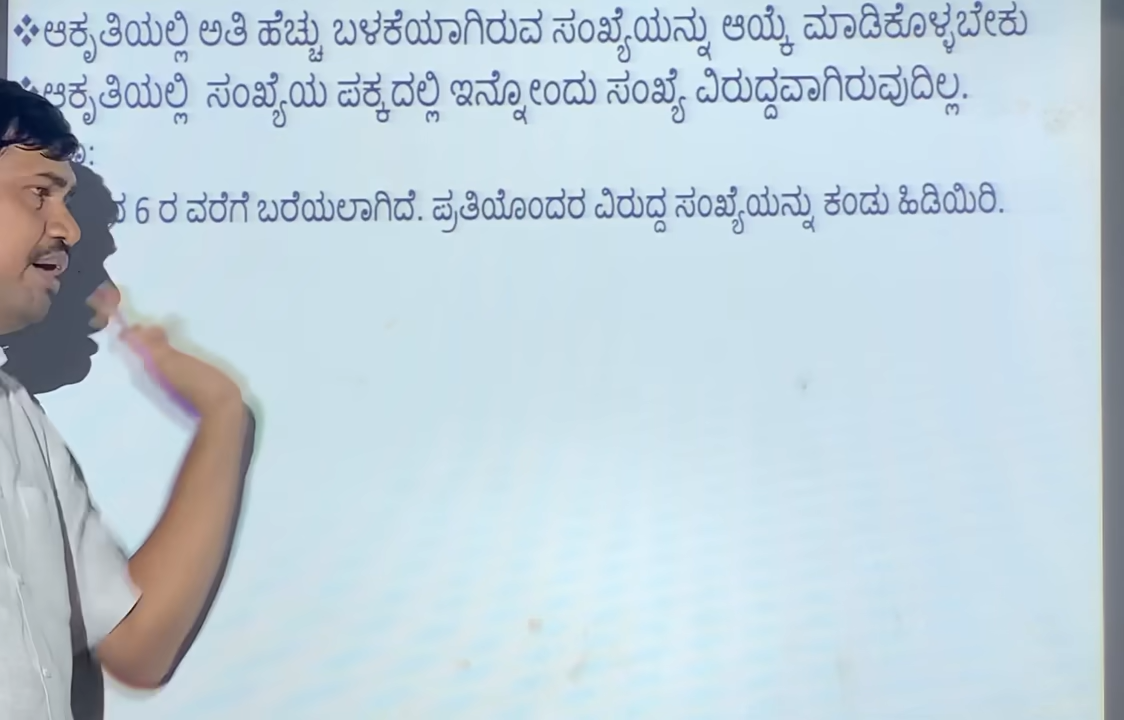 ❖ಆಕೃತಿಯಲ್ಲಿ ಅತಿ ಹೆಚ್ಚು ಬಳಕೆಯಾಗಿರುವ ಸಂಖ್ಯೆಯನ್ನು ಆಯ್ಕೆ ಮಾಡಿಕೊಳ್ಳಬೇಕು
ಆಕೃತಿಯಲ್ಲಿ ಸಂಖ್ಯೆಯ ಪಕ್ಕದಲ್ಲಿ ಇನ್ನೋಂದು ಸಂಖ್ಯೆ ವಿರುದ್ದವಾಗಿರುವುದಿಲ್ಲ.
6 ರ ವರೆಗೆ ಬರೆಯಲಾಗಿದೆ. ಪ್ರತಿಯೊಂದರ ವಿರುದ್ದ ಸಂಖ್ಯೆಯನ್ನು ಕಂಡು ಹಿಡಿಯಿರಿ.